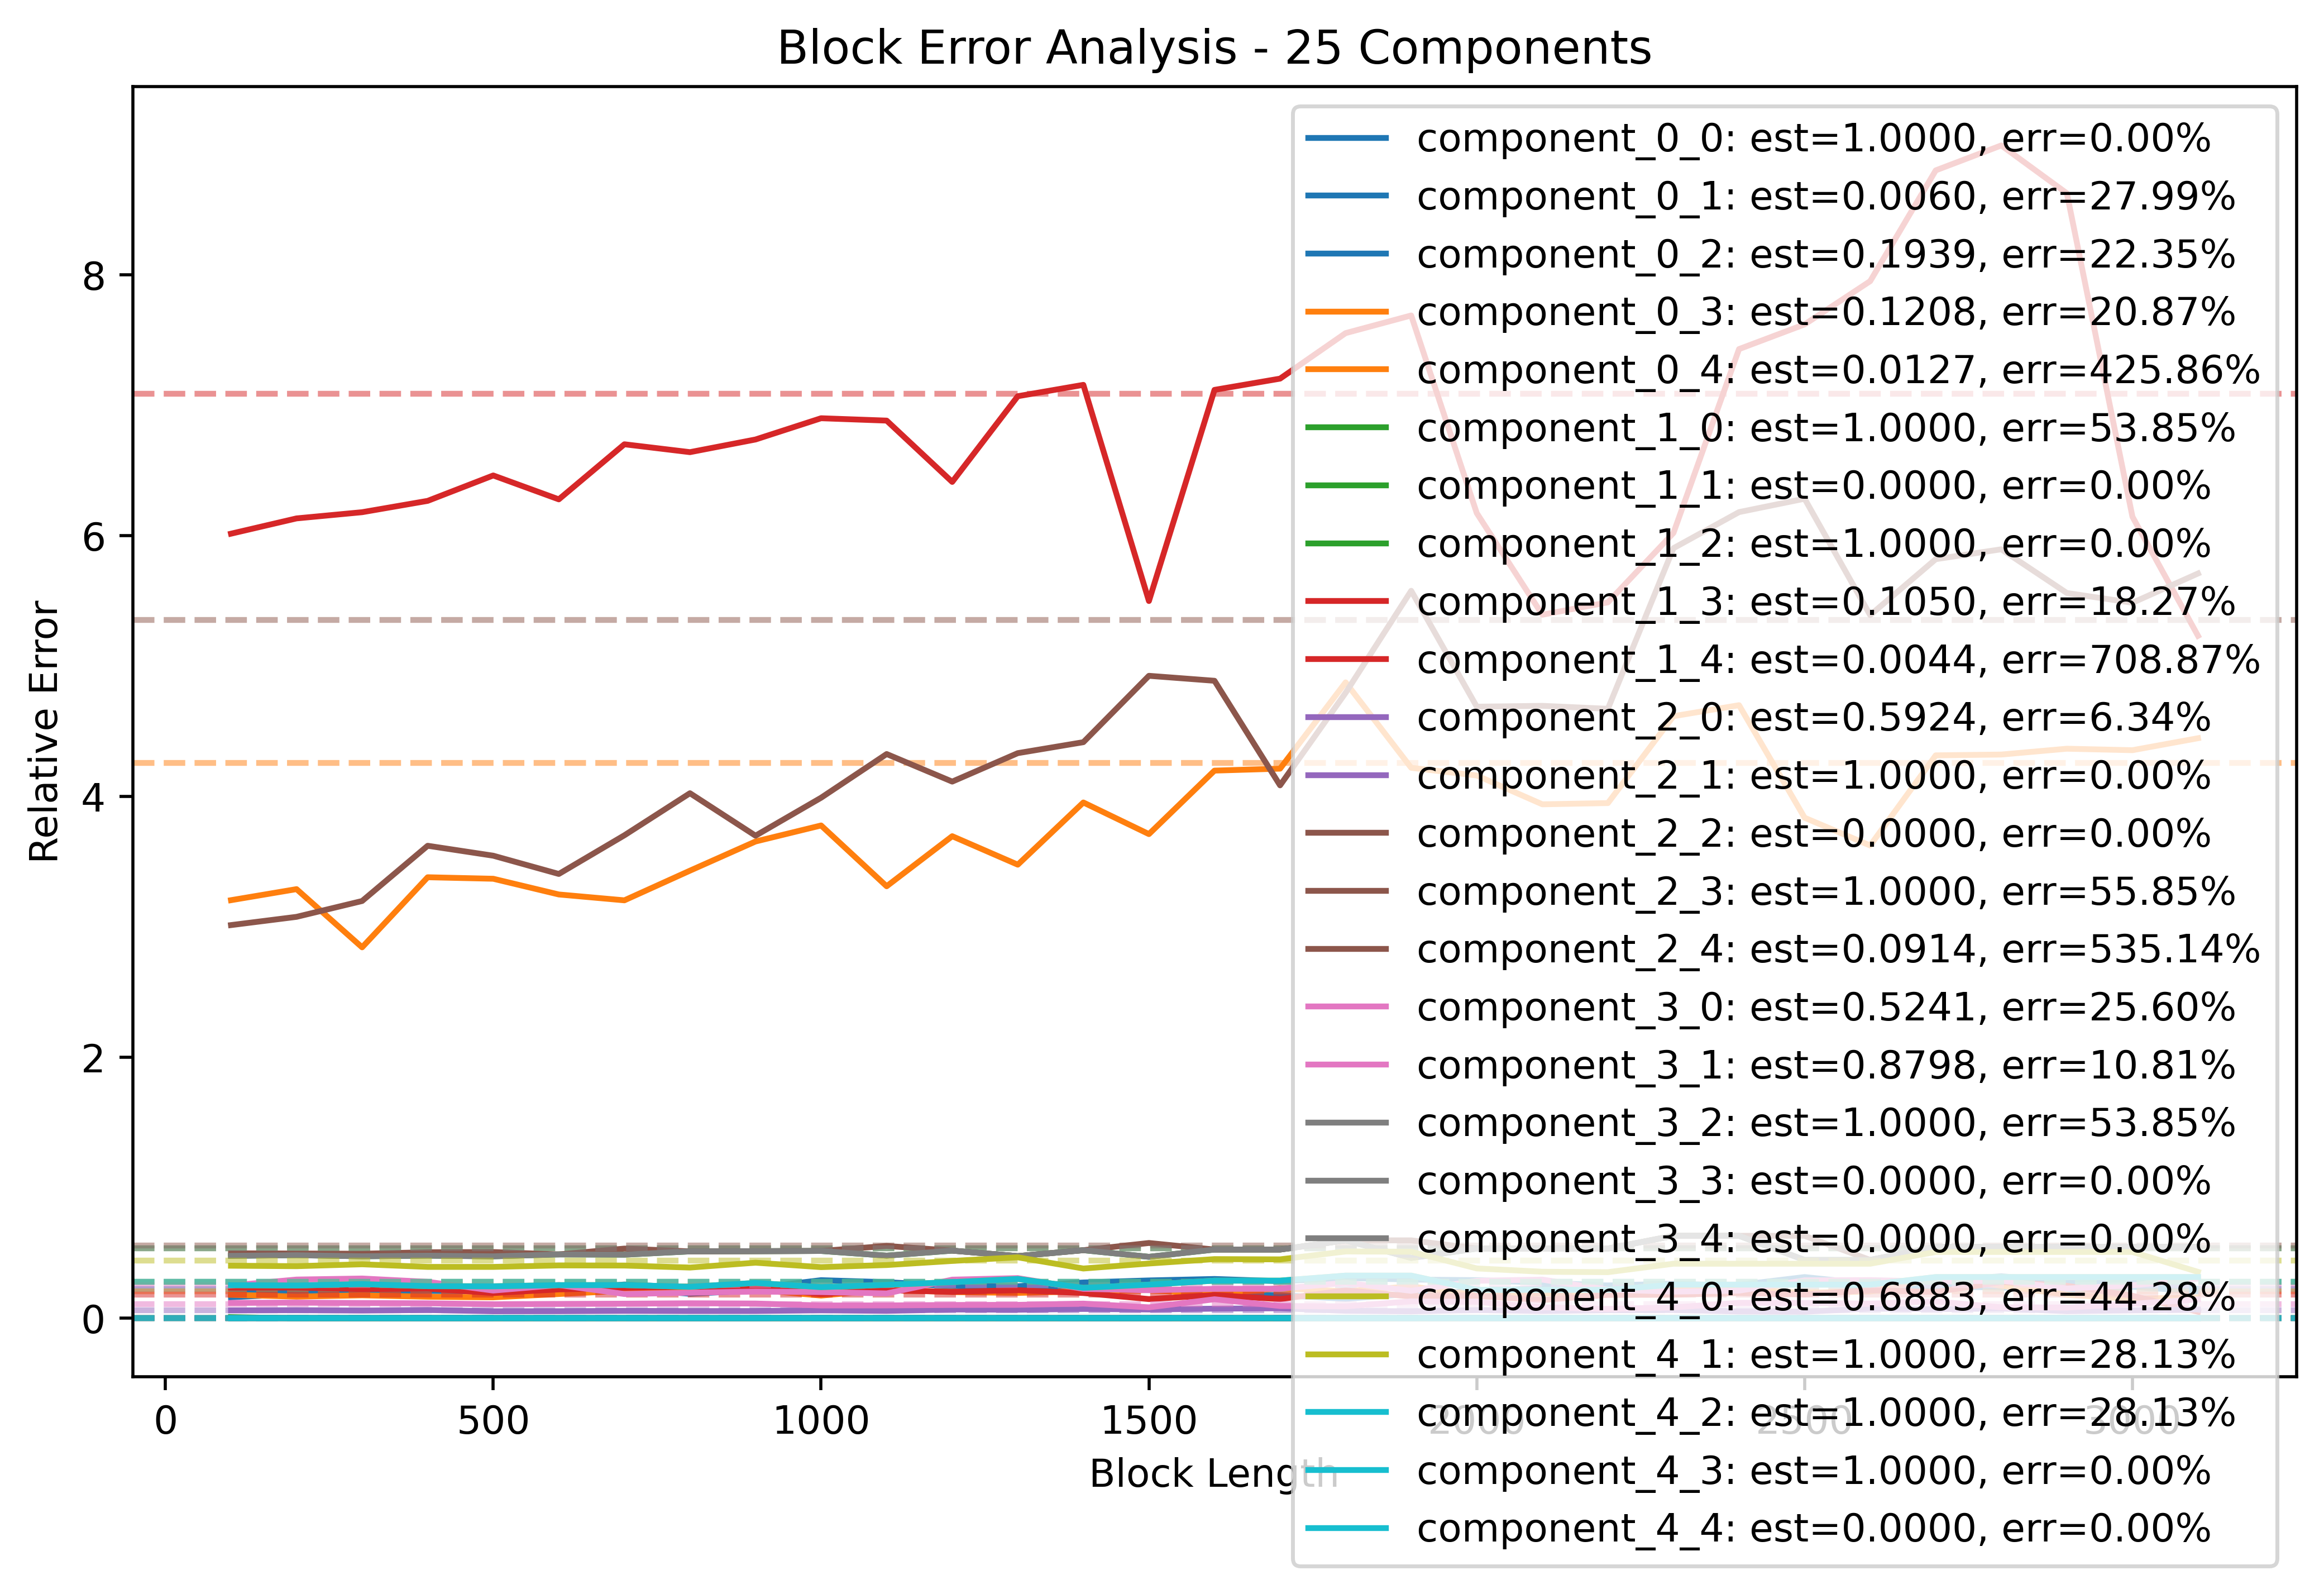 Block Error Analysis - 25 Components
Relative Error
8
6
4
2
0
0
500
1000
1500
2000
2500
3000
Block Length
component_0_0: est=1.0000, err=0.00%
component_0_1: est=0.0060, err=27.99%
component_0_2: est=0.1939, err=22.35%
component_0_3: est=0.1208, err=20.87%
component_0_4: est=0.0127, err=425.86%
component_1_0: est=1.0000, err=53.85%
component_1_1: est=0.0000, err=0.00%
component_1_2: est=1.0000, err=0.00%
component_1_3: est=0.1050, err=18.27%
component_1_4: est=0.0044, err=708.87%
component_2_0: est=0.5924, err=6.34%
component_2_1: est=1.0000, err=0.00%
component_2_2: est=0.0000, err=0.00%
component_2_3: est=1.0000, err=55.85%
component_2_4: est=0.0914, err=535.14%
component_3_0: est=0.5241, err=25.60%
component_3_1: est=0.8798, err=10.81%
component_3_2: est=1.0000, err=53.85%
component_3_3: est=0.0000, err=0.00%
component_3_4: est=0.0000, err=0.00%
component_4_0: est=0.6883, err=44.28%
component_4_1: est=1.0000, err=28.13%
component_4_2: est=1.0000, err=28.13%
component_4_3: est=1.0000, err=0.00%
component_4_4: est=0.0000, err=0.00%